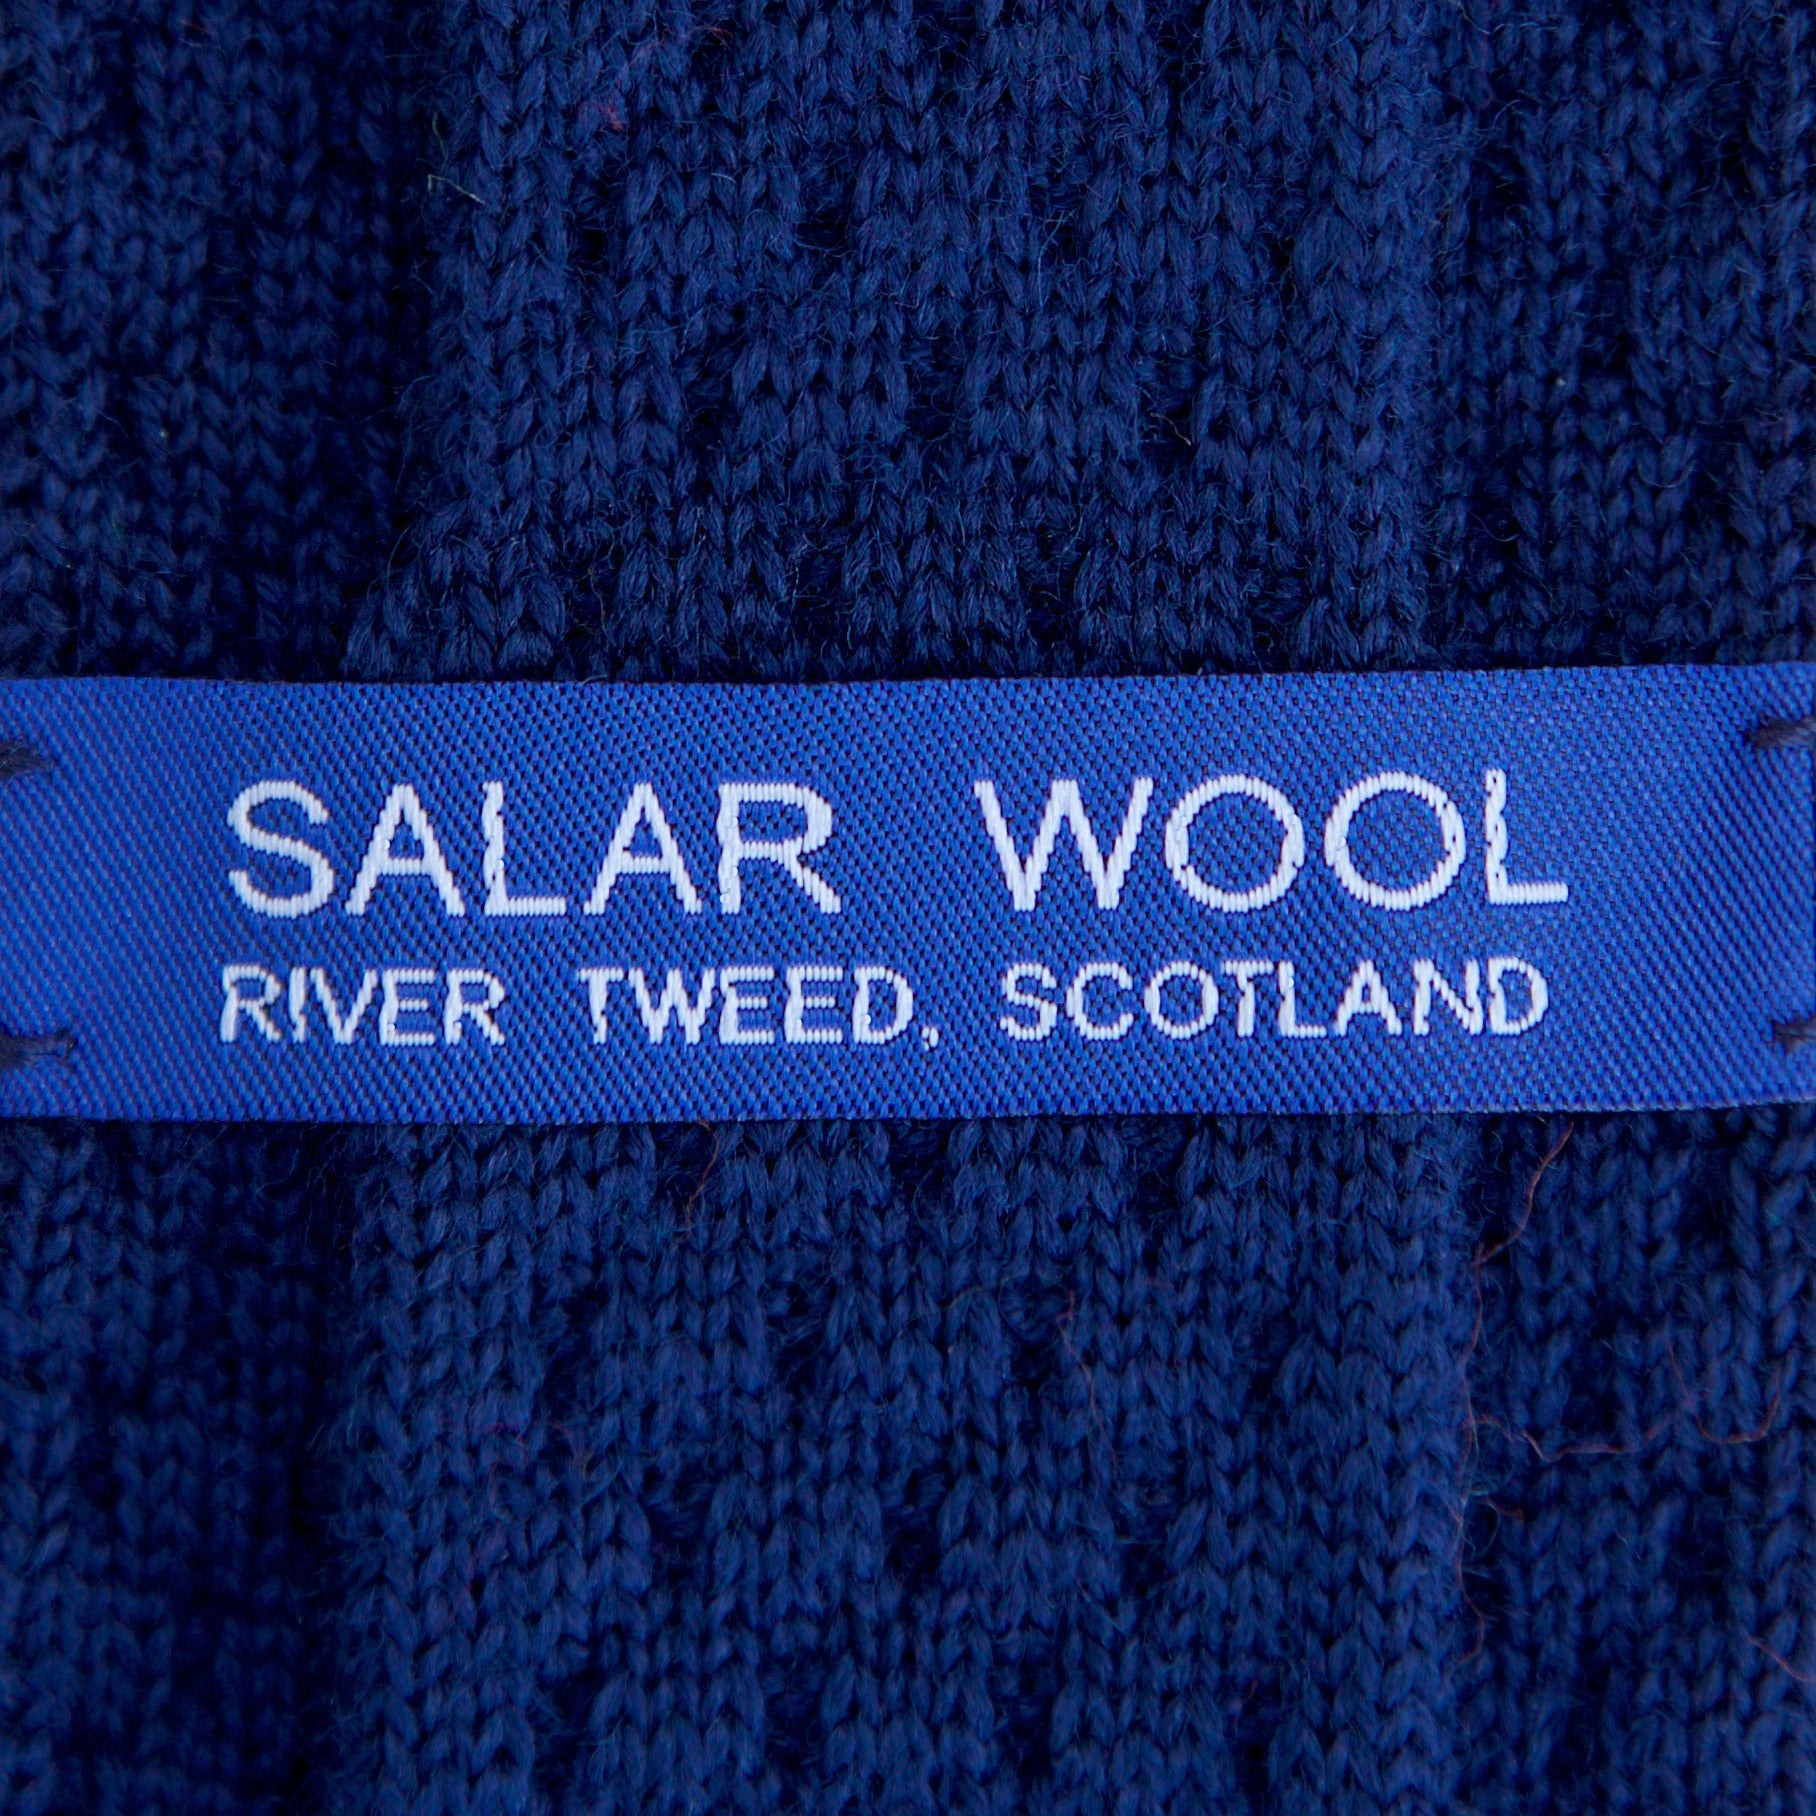 SALAR WOOL
RIVER TWEED, SCOTLAND